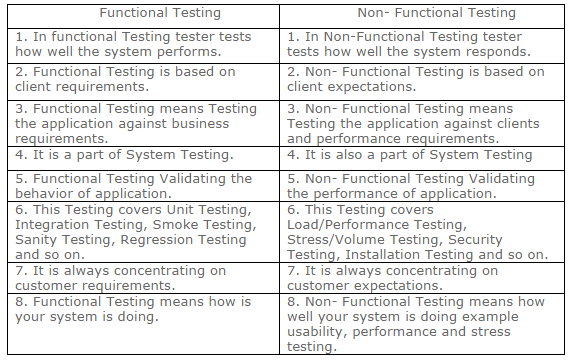 Functional Testing
Non- Functional Testing
1. In functional Testing tester tests
how well the system performs.
1. In Non-Functional Testing tester
tests how well the system responds.
2. Functional Testing is based on
client requirements.
2. Non- Functional Testing is based on
client expectations.
3. Functional Testing means Testing
the application against business
requirements.
3. Non- Functional Testing means
Testing the application against clients
and performance requirements.
4. It is a part of System Testing.
4. It is also a part of System Testing
5. Functional Testing Validating the
behavior of application.
5. Non- Functional Testing Validating
the performance of application.
6. This Testing covers Unit Testing,
Integration Testing, Smoke Testing,
Sanity Testing, Regression Testing
and so on.
6. This Testing covers
Load/Performance Testing,
Stress/Volume Testing, Security
Testing, Installation Testing and so on.
7. It is always concentrating on
customer requirements.
7. It is always concentrating on
customer expectations.
8. Functional Testing means how is
your system is doing.
8. Non- Functional Testing means how
well your system is doing example
usability, performance and stress
testing.